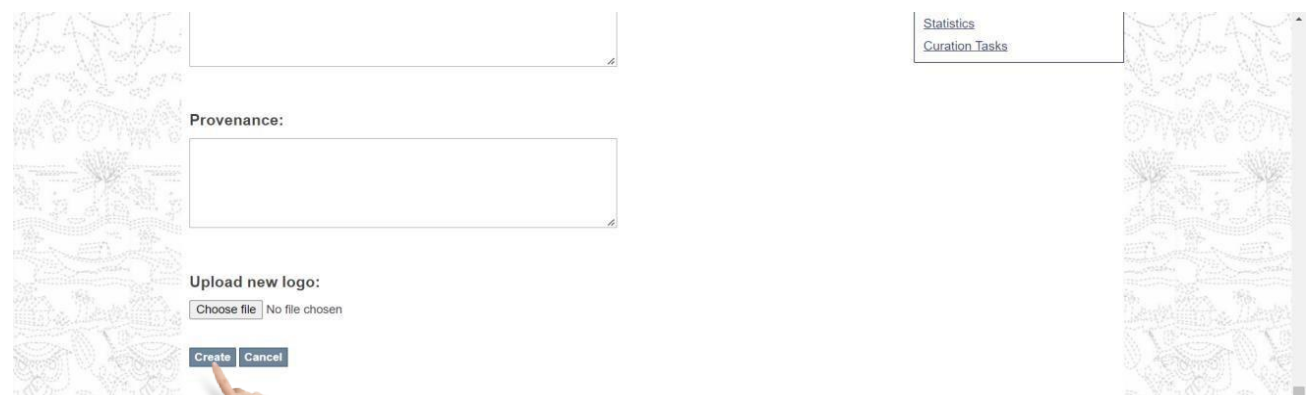 Statistics
Curation Tasks
Provenance:
Upload new logo:
Choose file No file chosen
Create Cancel